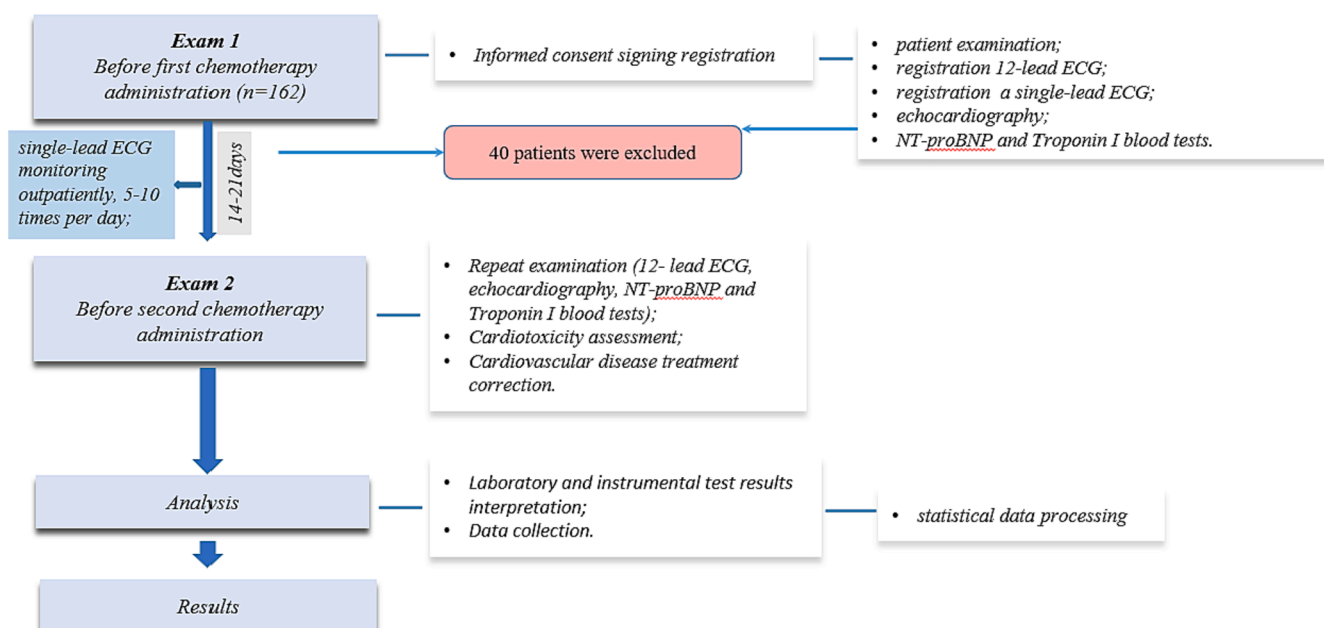 Exam 1
Before first chemotherapy
administration (n=162)
• Informed consent signing registration
• patient examination;
• registration 12-lead ECG;
• registration a single-lead ECG;
• echocardiography;
• NT-proBNP and Troponin I blood tests.
40 patients were excluded
single-lead ECG
monitoring
outpatiently, 5-10
times per day;
14-21days
Exam 2
Before second chemotherapy
administration
• Repeat examination (12- lead ECG,
echocardiography, NT-proBNP and
Troponin I blood tests);
• Cardiotoxicity assessment;
• Cardiovascular disease treatment
correction.
Analysis
• Laboratory and instrumental test results
interpretation;
• Data collection.
• statistical data processing
Results